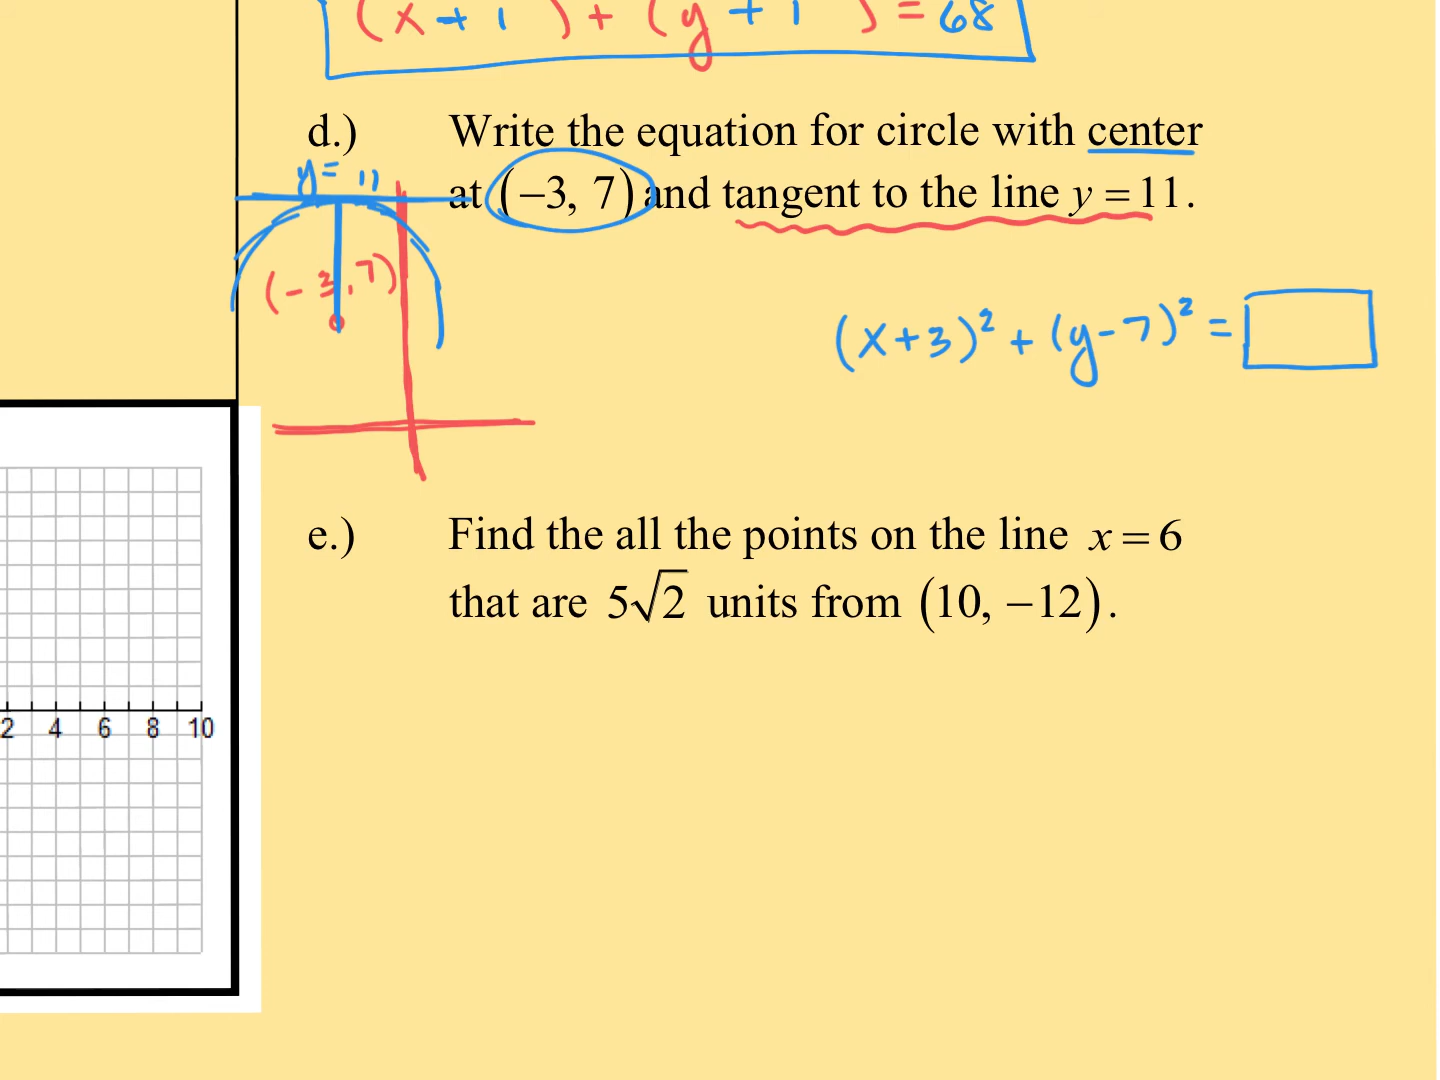 (x + 1 ) + (y + 1 ) = 68
d.) Write the equation for circle with center
y = 11
at (−3, 7) and tangent to the line y = 11.
(-3,7)
(x+3)² + (y-7)² =
e.) Find the all the points on the line x = 6
that are 5√2 units from (10, −12).
2 4 6 8 10